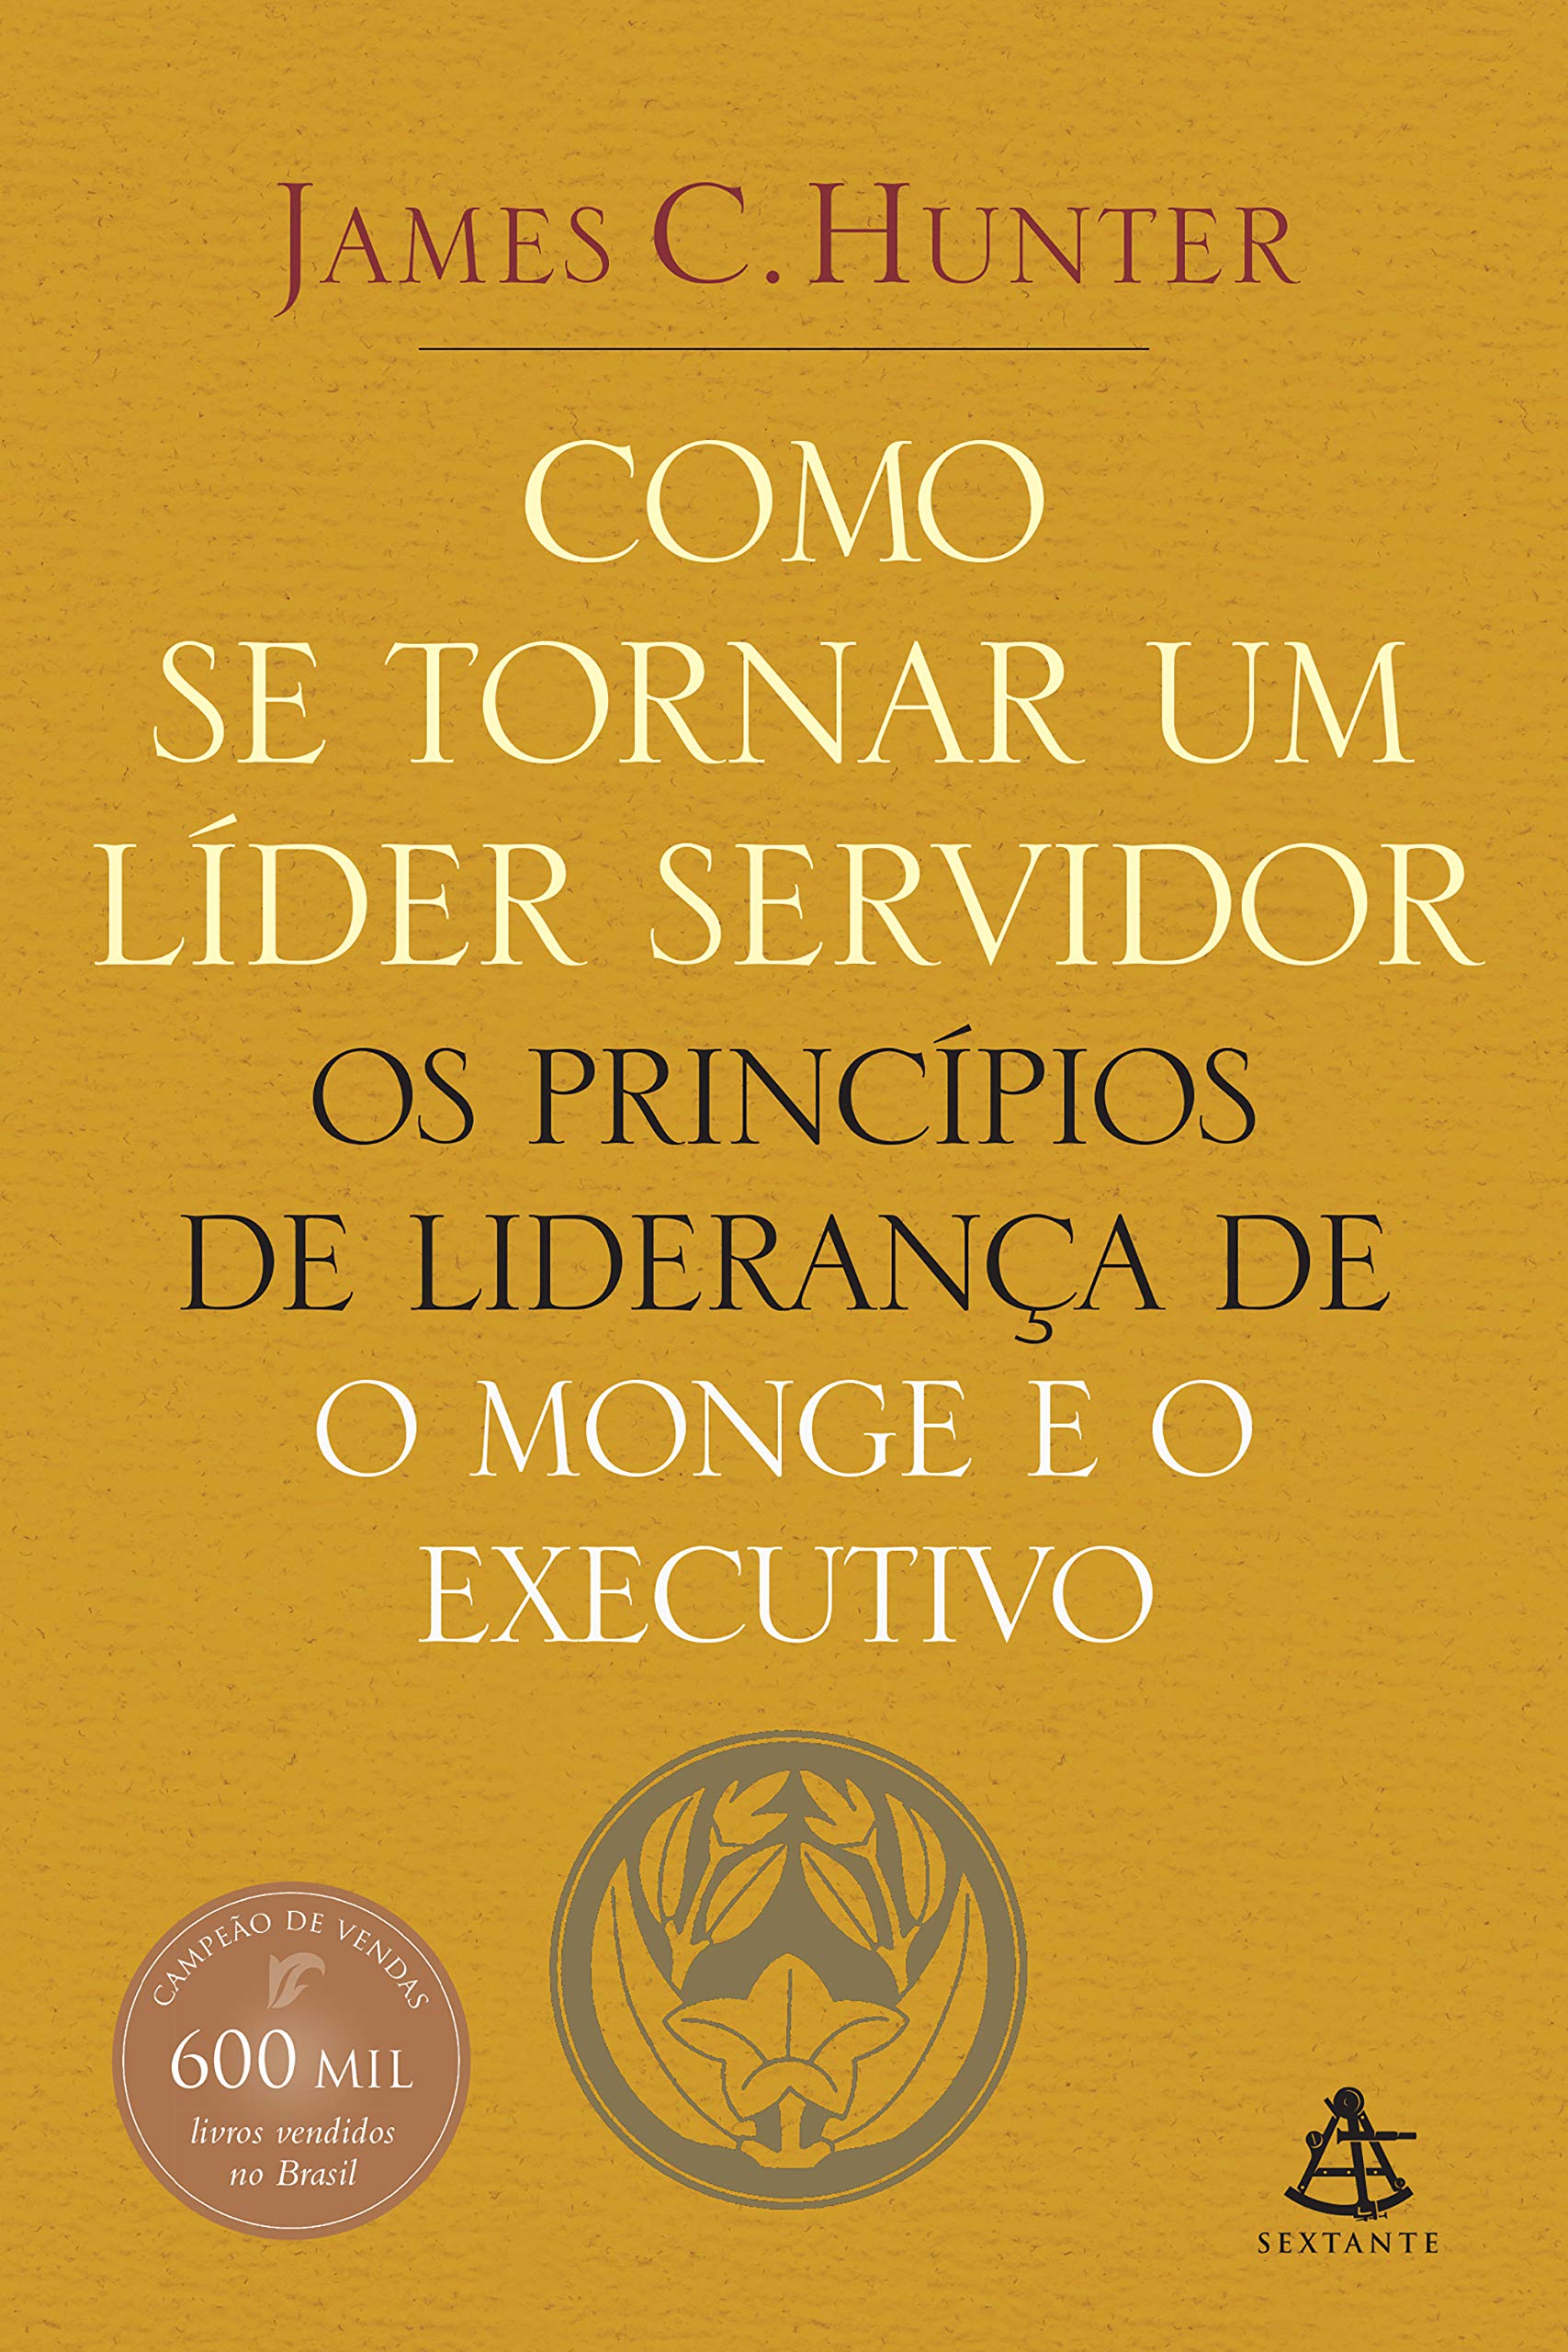 JAMES C. HUNTER
COMO
SE TORNAR UM
LÍDER SERVIDOR
OS PRINCÍPIOS
DE LIDERANÇA DE
O MONGE E O
EXECUTIVO
CAMPEÃO DE VENDAS
600 MIL
livros vendidos
no Brasil
SEXTANTE